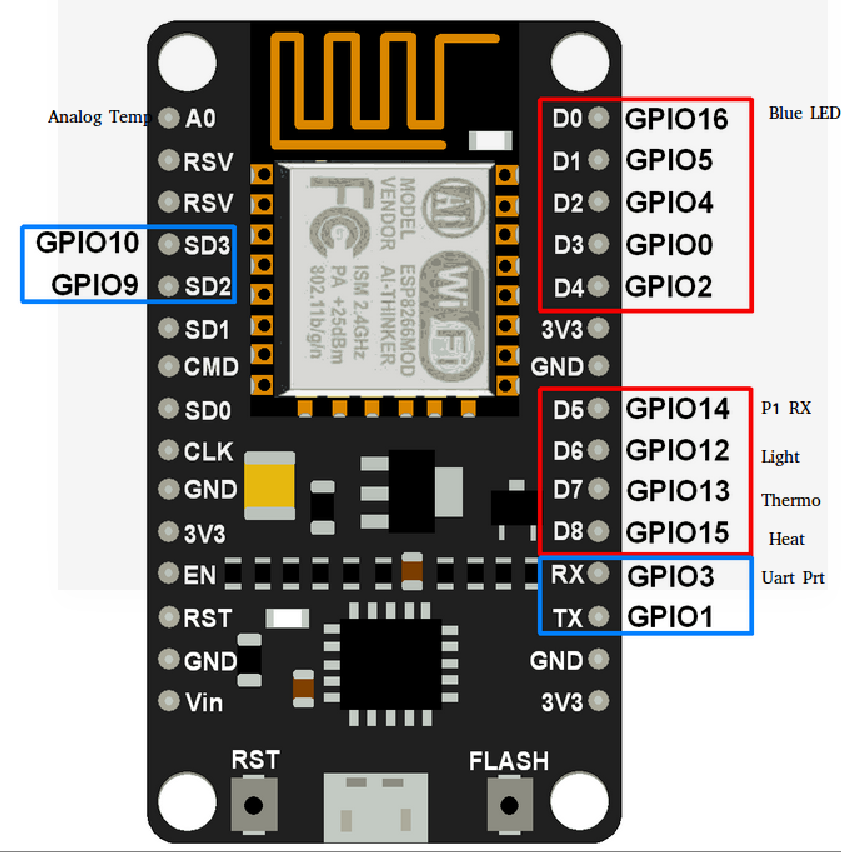 Analog Temp A0 D0 GPIO16 Blue LED
RSV D1 GPIO5
RSV D2 GPIO4
GPIO10 SD3 D3 GPIO0
GPIO9 SD2 D4 GPIO2
SD1 3V3
CMD GND
SD0 D5 GPIO14 P1 RX
CLK D6 GPIO12 Light
GND D7 GPIO13 Thermo
3V3 D8 GPIO15 Heat
EN RX GPIO3 Uart Prt
RST TX GPIO1
GND GND
Vin 3V3
RST FLASH
FC
MODEL ESP8266MOD
VENDOR AI-THINKER
ISM 2.4GHz
PA +25dBm
802.11b/g/n
Wi Fi